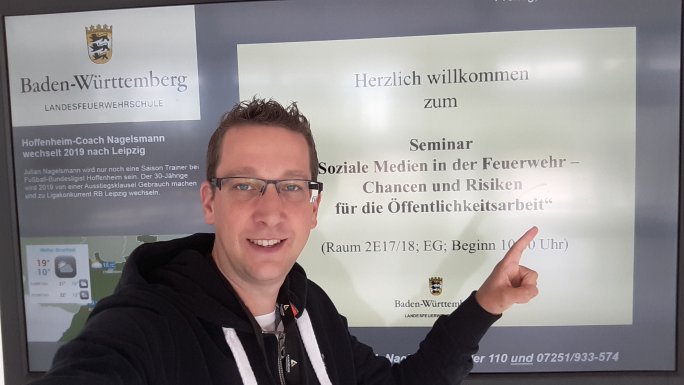 Baden-Württemberg
LANDESFEUERWEHRSCHULE
Hoffenheim-Coach Nagelsmann
wechselt 2019 nach Leipzig
Julian Nagelsmann wird nur noch eine Saison Trainer bei
Fußball-Bundesligist Hoffenheim sein. Der 30-Jährige
wird 2019 von einer Ausstiegsklausel Gebrauch machen
und zu Ligakonkurrent RB Leipzig wechseln.
19°
10°
Herzlich willkommen
zum
Seminar
Soziale Medien in der Feuerwehr –
Chancen und Risiken
für die Öffentlichkeitsarbeit“
(Raum 2E17/18; EG; Beginn Uhr)
Baden-Württemberg
110 und 07251/933-574